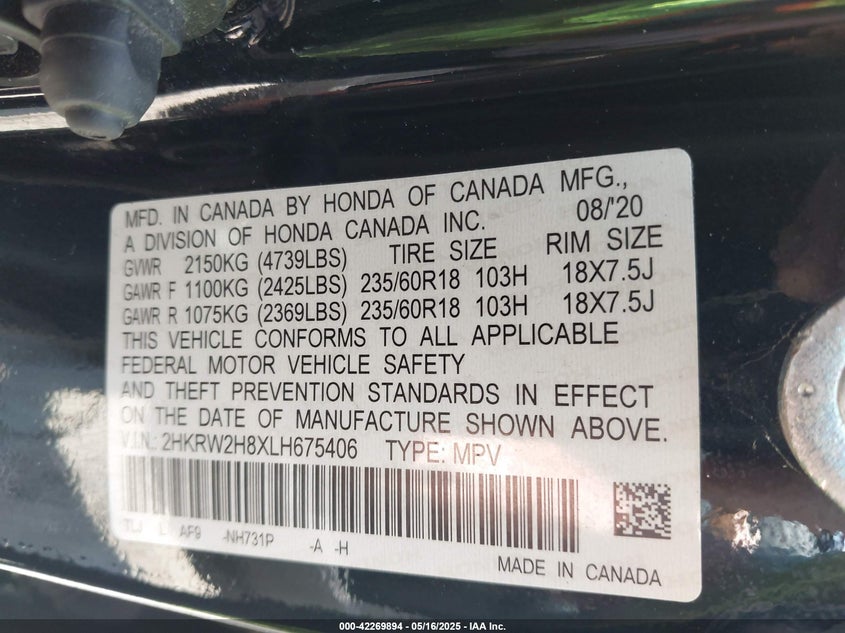 MFD. IN CANADA BY HONDA OF CANADA MFG.,
A DIVISION OF HONDA CANADA INC. 08/'20
GVWR 2150KG (4739LBS) TIRE SIZE RIM SIZE
GAWR F 1100KG (2425LBS) 235/60R18 103H 18X7.5J
GAWR R 1075KG (2369LBS) 235/60R18 103H 18X7.5J
THIS VEHICLE CONFORMS TO ALL APPLICABLE
FEDERAL MOTOR VEHICLE SAFETY
AND THEFT PREVENTION STANDARDS IN EFFECT
ON THE DATE OF MANUFACTURE SHOWN ABOVE.
V.I.N.: 2HKRW2H8XLH675406 TYPE: MPV
TLJ L AF9 -NH731P -A -H
MADE IN CANADA
000-42269894 - 05/16/2025 - IAA Inc.